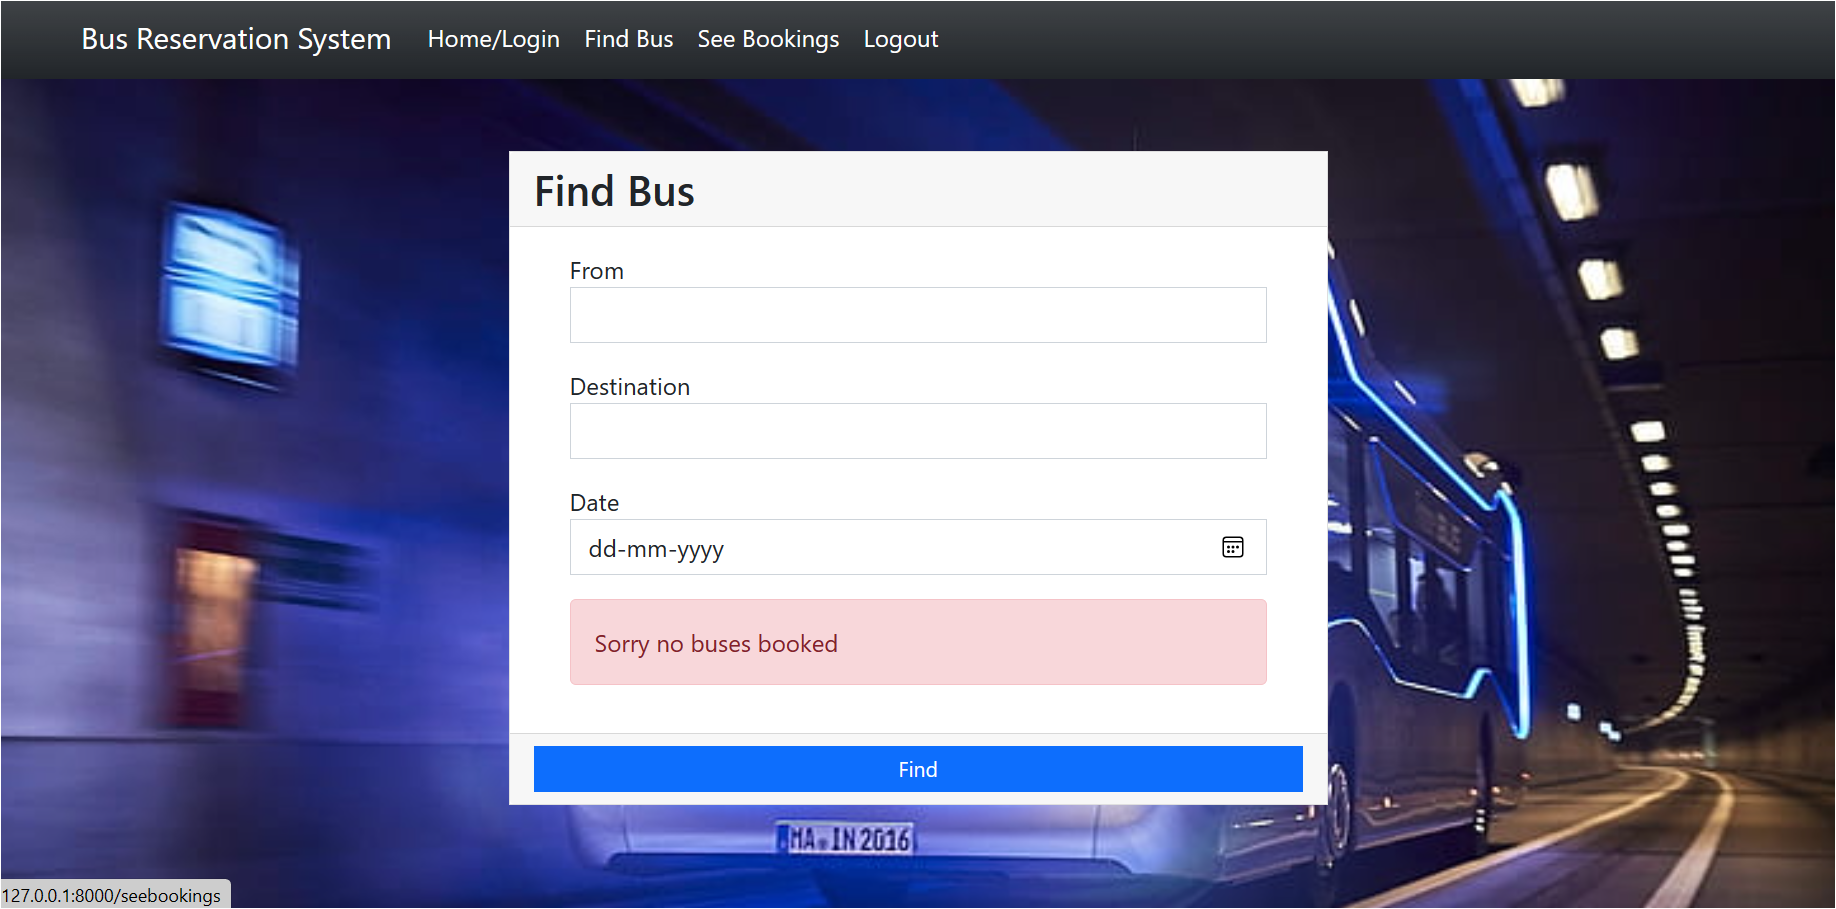 Bus Reservation System Home/Login Find Bus See Bookings Logout
Find Bus
From
Destination
Date
dd-mm-yyyy
Sorry no buses booked
Find
MA IN 2016
127.0.0.1:8000/seebookings